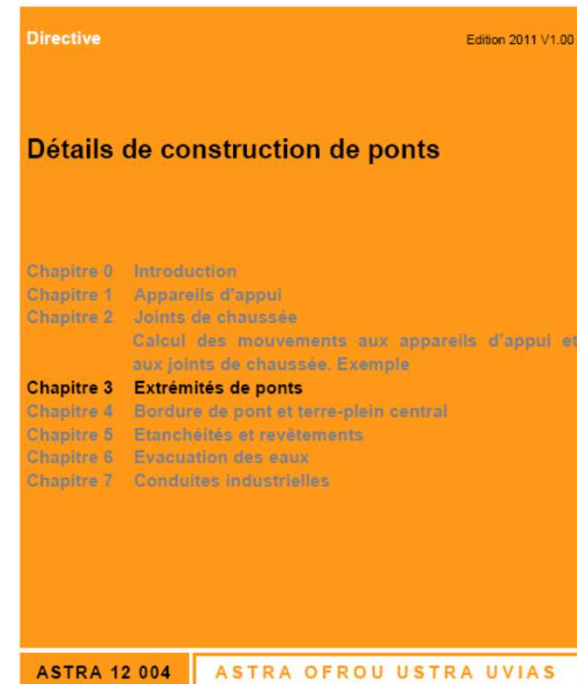 Directive
Edition 2011 V1.00
Détails de construction de ponts
Chapitre 0 Introduction
Chapitre 1 Appareils d'appui
Chapitre 2 Joints de chaussée
Calcul des mouvements aux appareils d'appui et
aux joints de chaussée. Exemple
Chapitre 3 Extrémités de ponts
Chapitre 4 Bordure de pont et terre-plein central
Chapitre 5 Etanchéités et revêtements
Chapitre 6 Evacuation des eaux
Chapitre 7 Conduites industrielles
ASTRA 12 004
ASTRA OFROU USTRA UVIAS